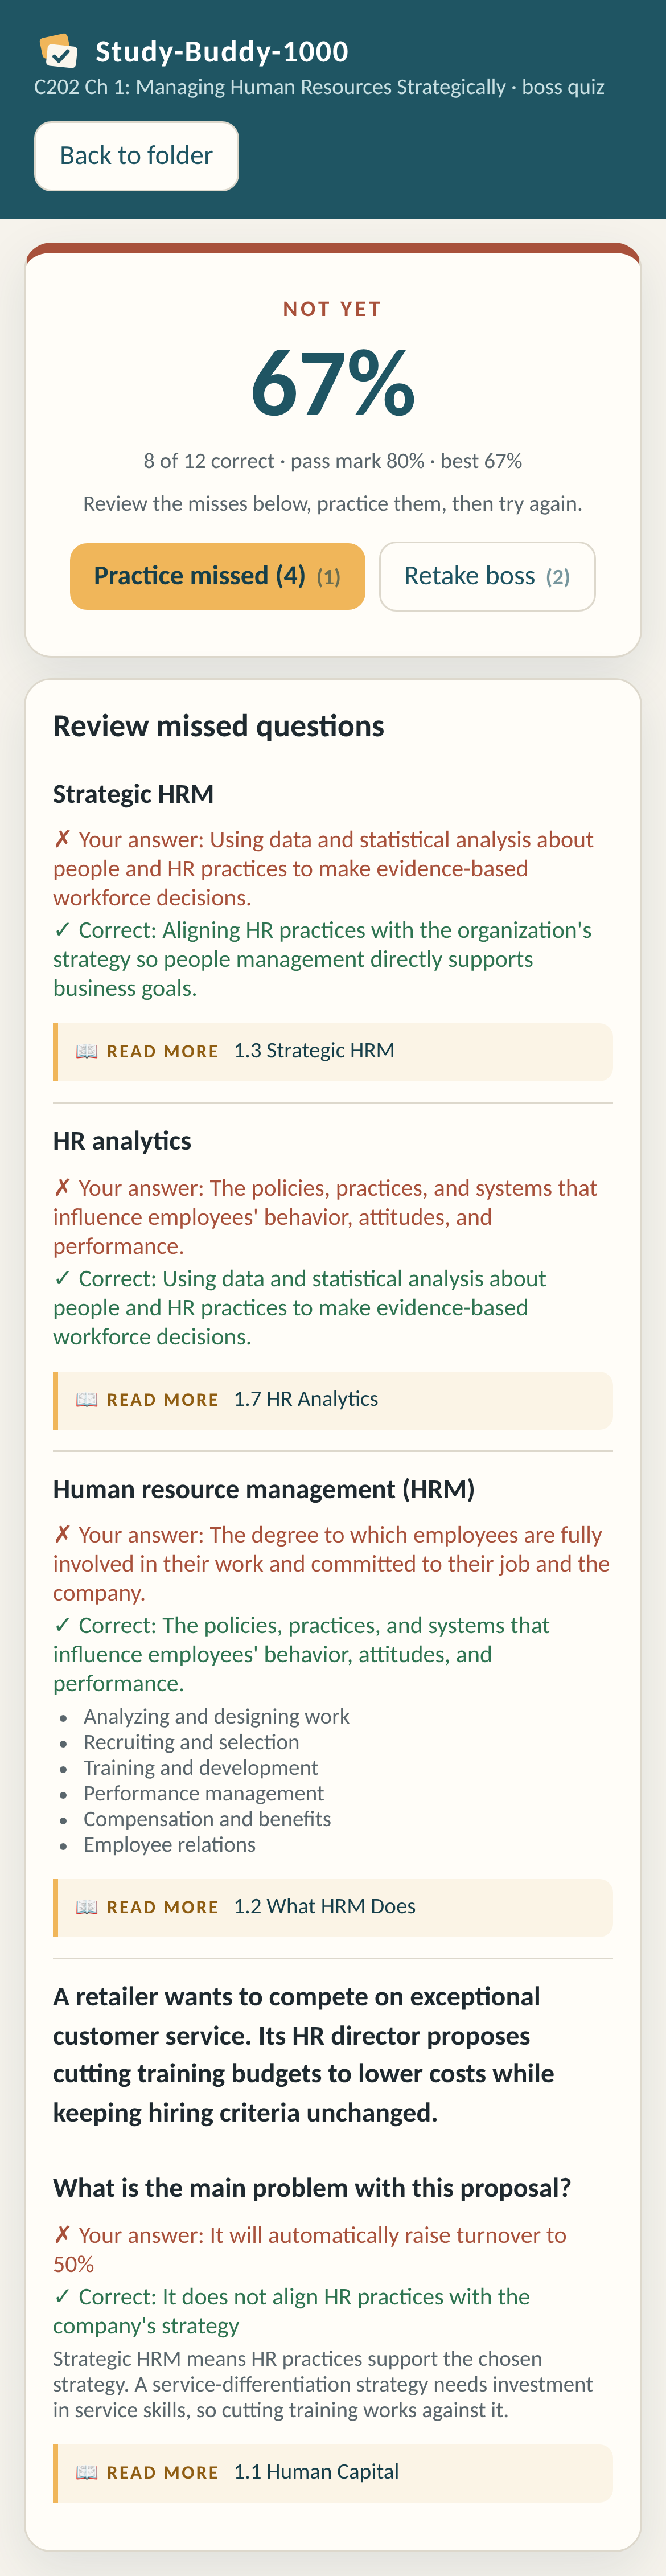 Study-Buddy-1000
C202 Ch 1: Managing Human Resources Strategically · boss quiz
Back to folder
NOT YET
67%
8 of 12 correct · pass mark 80% · best 67%
Review the misses below, practice them, then try again.
Practice missed (4) (1)
Retake boss (2)
Review missed questions
Strategic HRM
✗ Your answer: Using data and statistical analysis about
people and HR practices to make evidence-based
workforce decisions.
✓ Correct: Aligning HR practices with the organization's
strategy so people management directly supports
business goals.
📖 READ MORE 1.3 Strategic HRM
HR analytics
✗ Your answer: The policies, practices, and systems that
influence employees' behavior, attitudes, and
performance.
✓ Correct: Using data and statistical analysis about
people and HR practices to make evidence-based
workforce decisions.
📖 READ MORE 1.7 HR Analytics
Human resource management (HRM)
✗ Your answer: The degree to which employees are fully
involved in their work and committed to their job and the
company.
✓ Correct: The policies, practices, and systems that
influence employees' behavior, attitudes, and
performance.
• Analyzing and designing work
• Recruiting and selection
• Training and development
• Performance management
• Compensation and benefits
• Employee relations
📖 READ MORE 1.2 What HRM Does
A retailer wants to compete on exceptional
customer service. Its HR director proposes
cutting training budgets to lower costs while
keeping hiring criteria unchanged.
What is the main problem with this proposal?
✗ Your answer: It will automatically raise turnover to
50%
✓ Correct: It does not align HR practices with the
company's strategy
Strategic HRM means HR practices support the chosen
strategy. A service-differentiation strategy needs investment
in service skills, so cutting training works against it.
📖 READ MORE 1.1 Human Capital